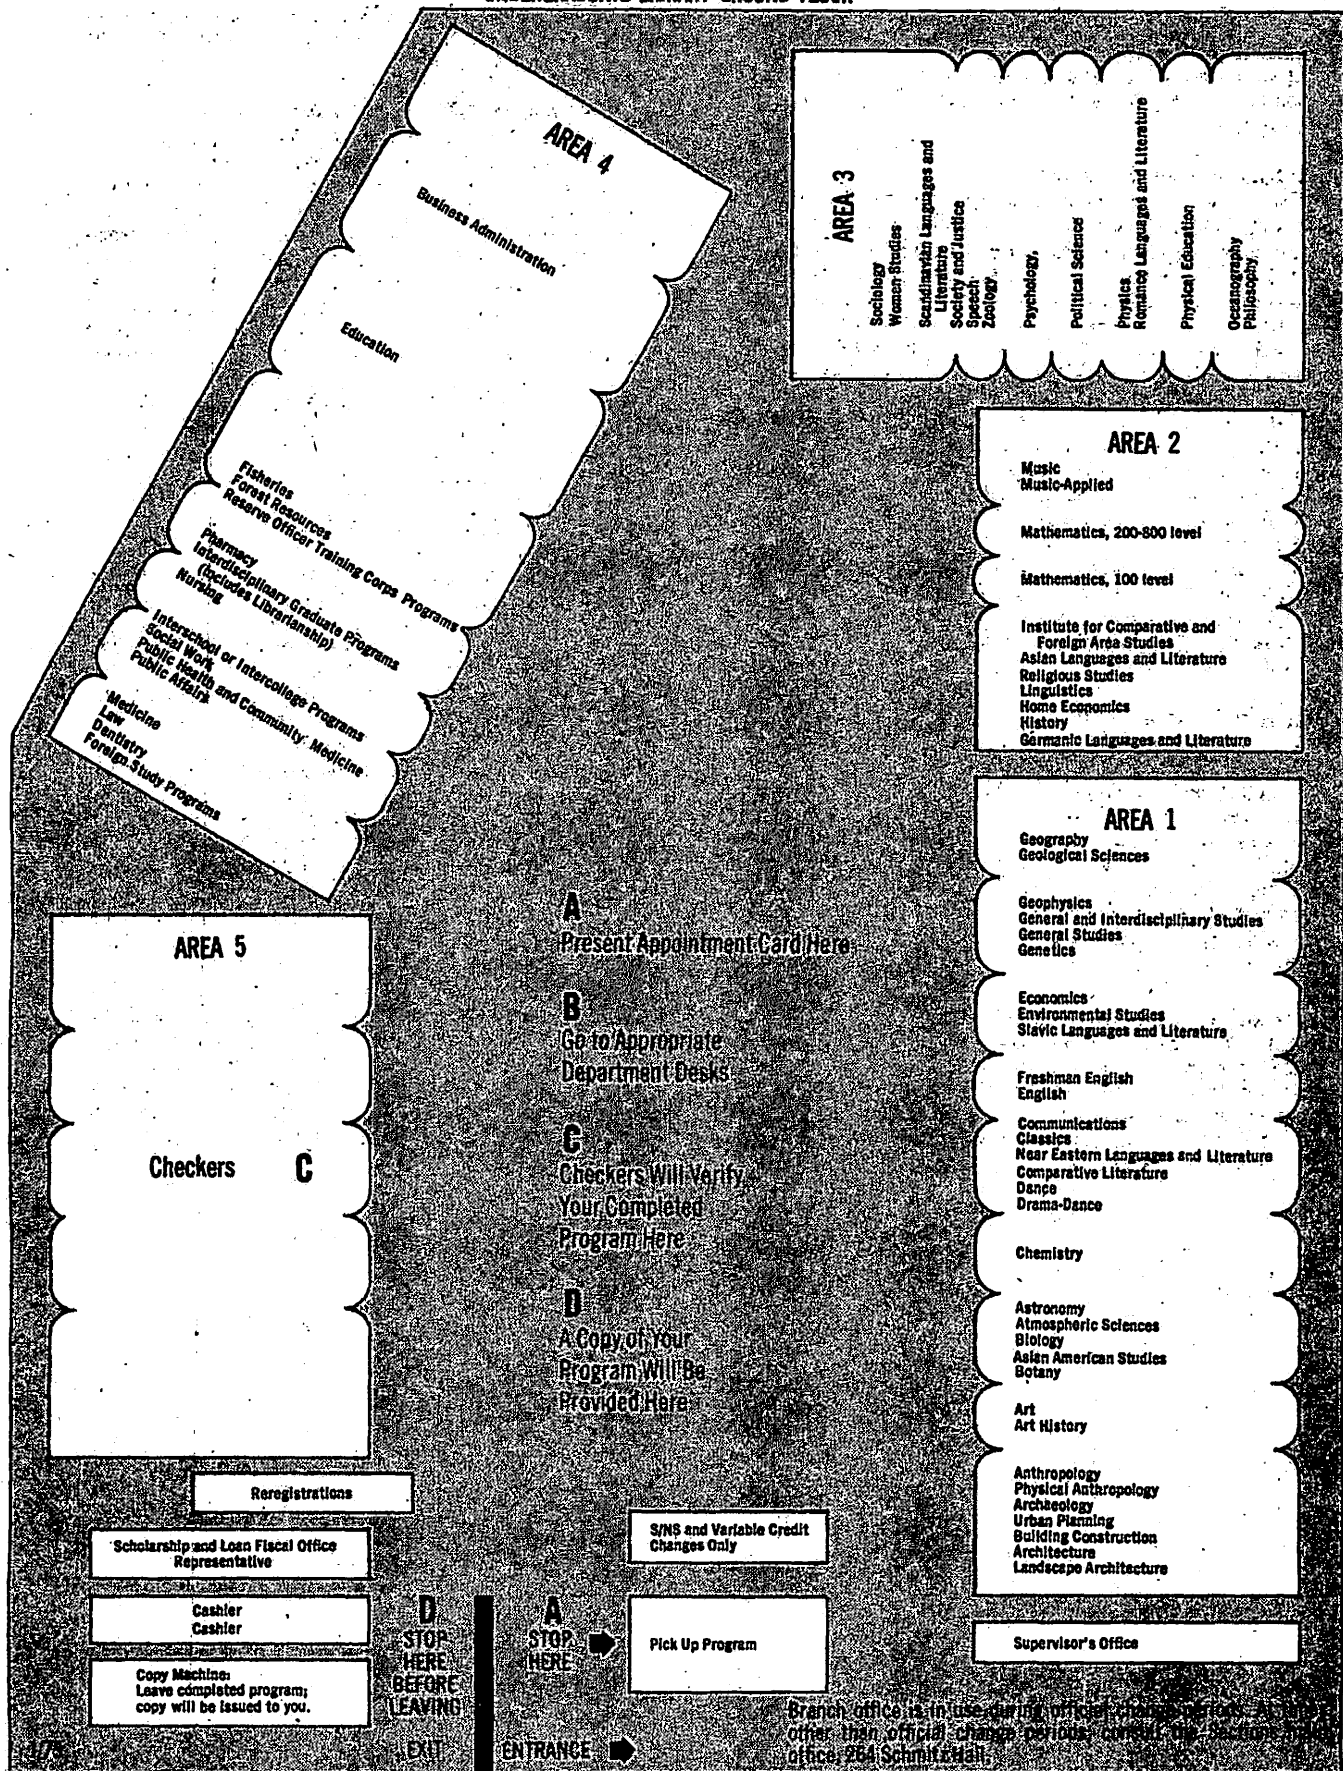 AREA 4
Business Administration
Education
Fisheries
Forest Resources
Reserve Officer Training Corps Programs
Pharmacy
Interdisciplinary Graduate Programs
(Includes Librarianship)
Nursing
Interschool or Intercollege Programs
Social Work
Public Health and Community Medicine
Public Affairs
Medicine
Law
Dentistry
Foreign Study Programs
AREA 3
Sociology
Women Studies
Scandinavian Languages and
Literature
Society and Justice
Speech
Zoology
Psychology
Political Science
Physics
Romance Languages and Literature
Physical Education
Oceanography
Philosophy
AREA 2
Music
Music-Applied
Mathematics, 200-800 level
Mathematics, 100 level
Institute for Comparative and
Foreign Area Studies
Asian Languages and Literature
Religious Studies
Linguistics
Home Economics
History
Germanic Languages and Literature
AREA 1
Geography
Geological Sciences
Geophysics
General and Interdisciplinary Studies
General Studies
Genetics
Economics
Environmental Studies
Slavic Languages and Literature
Freshman English
English
Communications
Classics
Near Eastern Languages and Literature
Comparative Literature
Dance
Drama-Dance
Chemistry
Astronomy
Atmospheric Sciences
Biology
Asian American Studies
Botany
Art
Art History
Anthropology
Physical Anthropology
Archaeology
Urban Planning
Building Construction
Architecture
Landscape Architecture
Supervisor's Office
AREA 5
Checkers C
A
Present Appointment Card Here
B
Go to Appropriate
Department Desks
C
Checkers Will Verify
Your Completed
Program Here
D
A Copy of Your
Program Will Be
Provided Here
Reregistrations
Scholarship and Loan Fiscal Office
Representative
Cashier
Cashier
Copy Machine:
Leave completed program;
copy will be issued to you.
D
STOP
HERE
BEFORE
LEAVING
EXIT
A
STOP
HERE
ENTRANCE
S/NS and Variable Credit
Changes Only
Pick Up Program
Branch office is in use during official change periods. At
other than official change periods, consult the Sections
office, 264 Schmitz Hall.